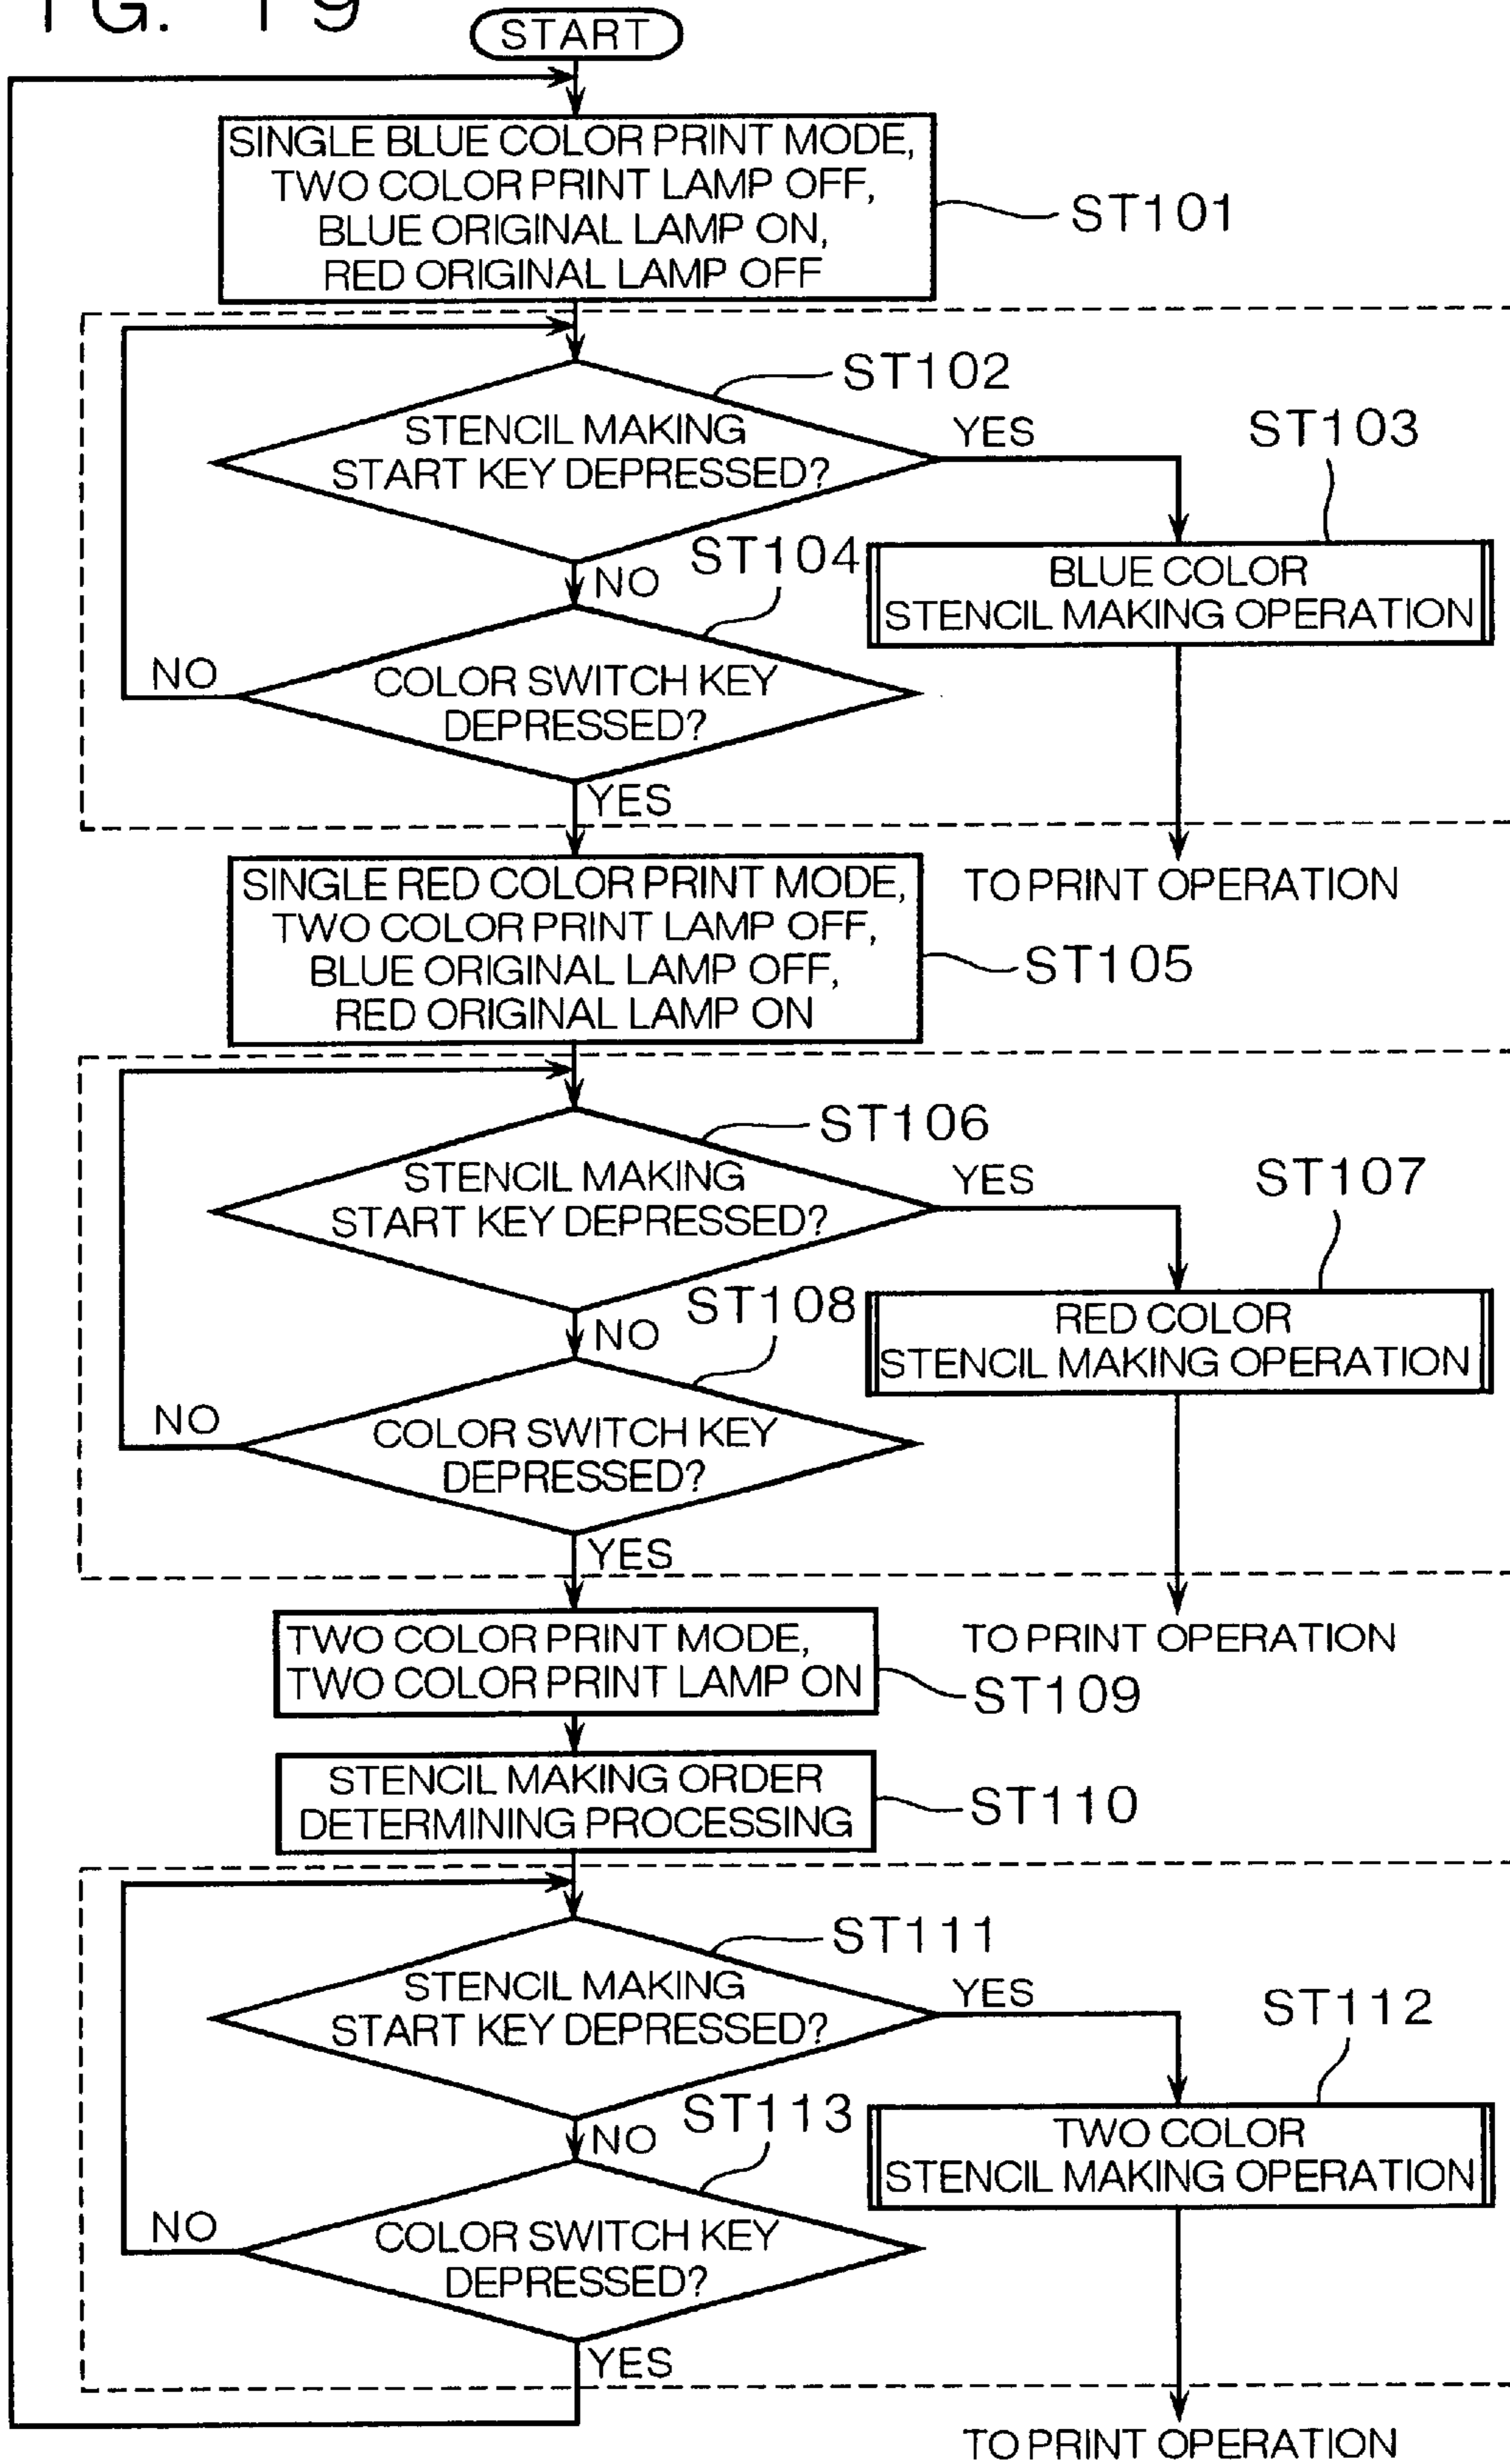 IG. 19
START
SINGLE BLUE COLOR PRINT MODE,
TWO COLOR PRINT LAMP OFF,
BLUE ORIGINAL LAMP ON,
RED ORIGINAL LAMP OFF
ST101
ST102
STENCIL MAKING
START KEY DEPRESSED?
YES
ST103
BLUE COLOR
STENCIL MAKING OPERATION
NO
ST104
COLOR SWITCH KEY
DEPRESSED?
NO
YES
TO PRINT OPERATION
SINGLE RED COLOR PRINT MODE,
TWO COLOR PRINT LAMP OFF,
BLUE ORIGINAL LAMP OFF,
RED ORIGINAL LAMP ON
ST105
ST106
STENCIL MAKING
START KEY DEPRESSED?
YES
ST107
RED COLOR
STENCIL MAKING OPERATION
NO
ST108
COLOR SWITCH KEY
DEPRESSED?
NO
YES
TO PRINT OPERATION
TWO COLOR PRINT MODE,
TWO COLOR PRINT LAMP ON
ST109
STENCIL MAKING ORDER
DETERMINING PROCESSING
ST110
ST111
STENCIL MAKING
START KEY DEPRESSED?
YES
ST112
TWO COLOR
STENCIL MAKING OPERATION
NO
ST113
COLOR SWITCH KEY
DEPRESSED?
NO
YES
TO PRINT OPERATION